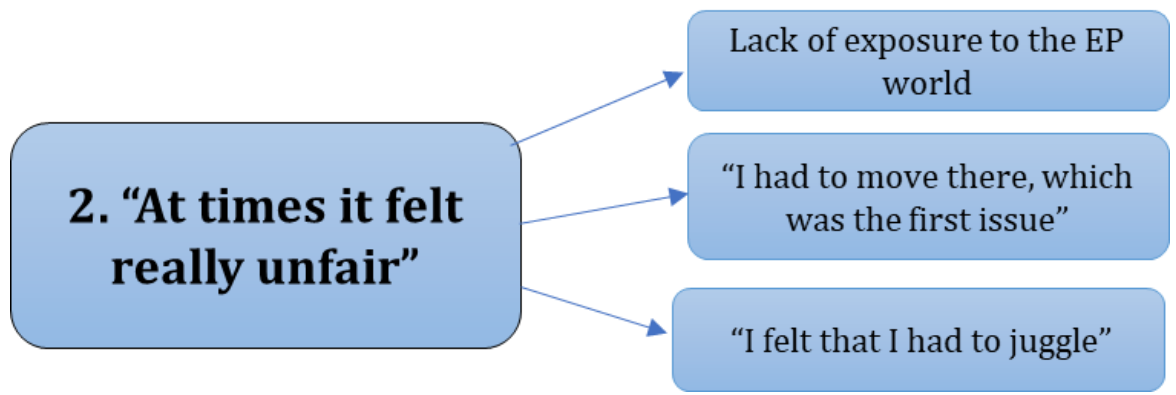 2. “At times it felt
really unfair”
Lack of exposure to the EP
world
“I had to move there, which
was the first issue”
“I felt that I had to juggle”